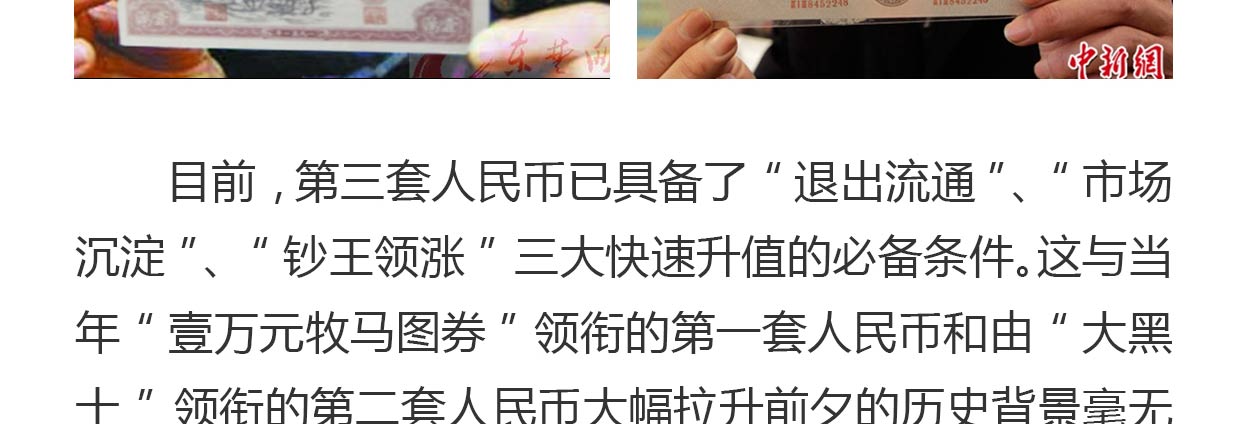 ⅧⅠⅧ8452248
中新網
目前,第三套人民币已具备了“退出流通”、“市场
沉淀”、“钞王领涨”三大快速升值的必备条件。这与当
年“壹万元牧马图券”领衔的第一套人民币和由“大黑
十”领衔的第二套人民币大幅拉升前夕的历史背景毫无